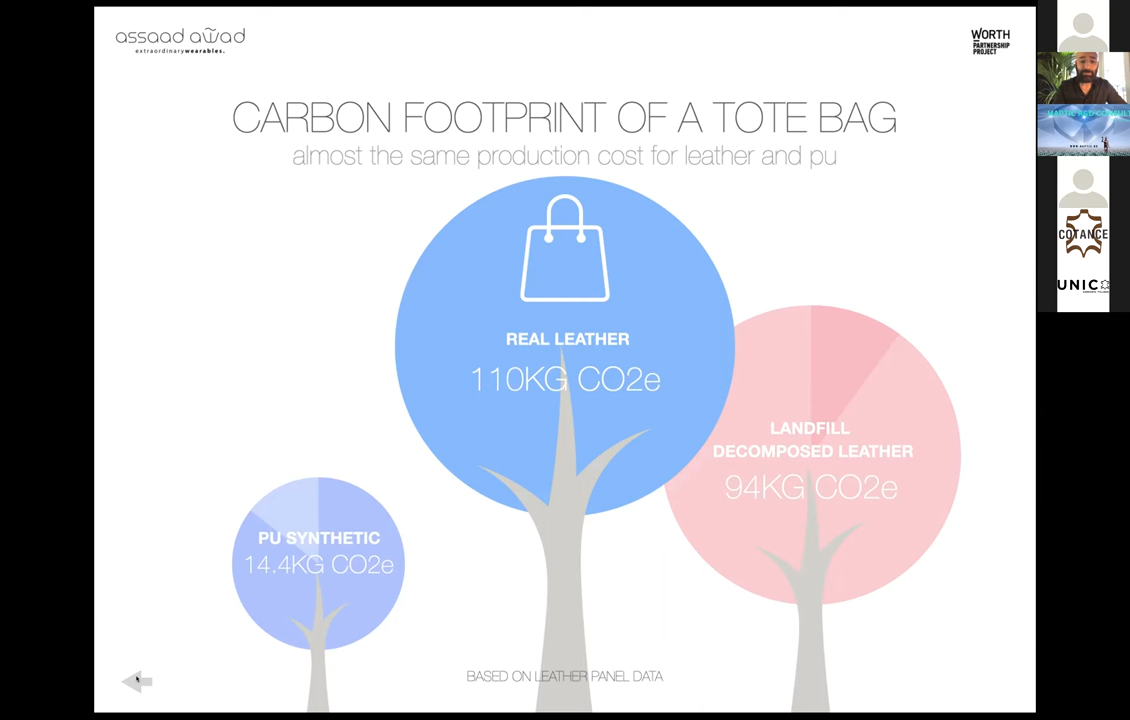 assaad awad
extraordinarywearables.
WORTH
PARTNERSHIP
PROJECT
CARBON FOOTPRINT OF A TOTE BAG
almost the same production cost for leather and pu
REAL LEATHER
110KG CO2e
LANDFILL
DECOMPOSED LEATHER
94KG CO2e
PU SYNTHETIC
14.4KG CO2e
BASED ON LEATHER PANEL DATA
COTANCE
UNIC